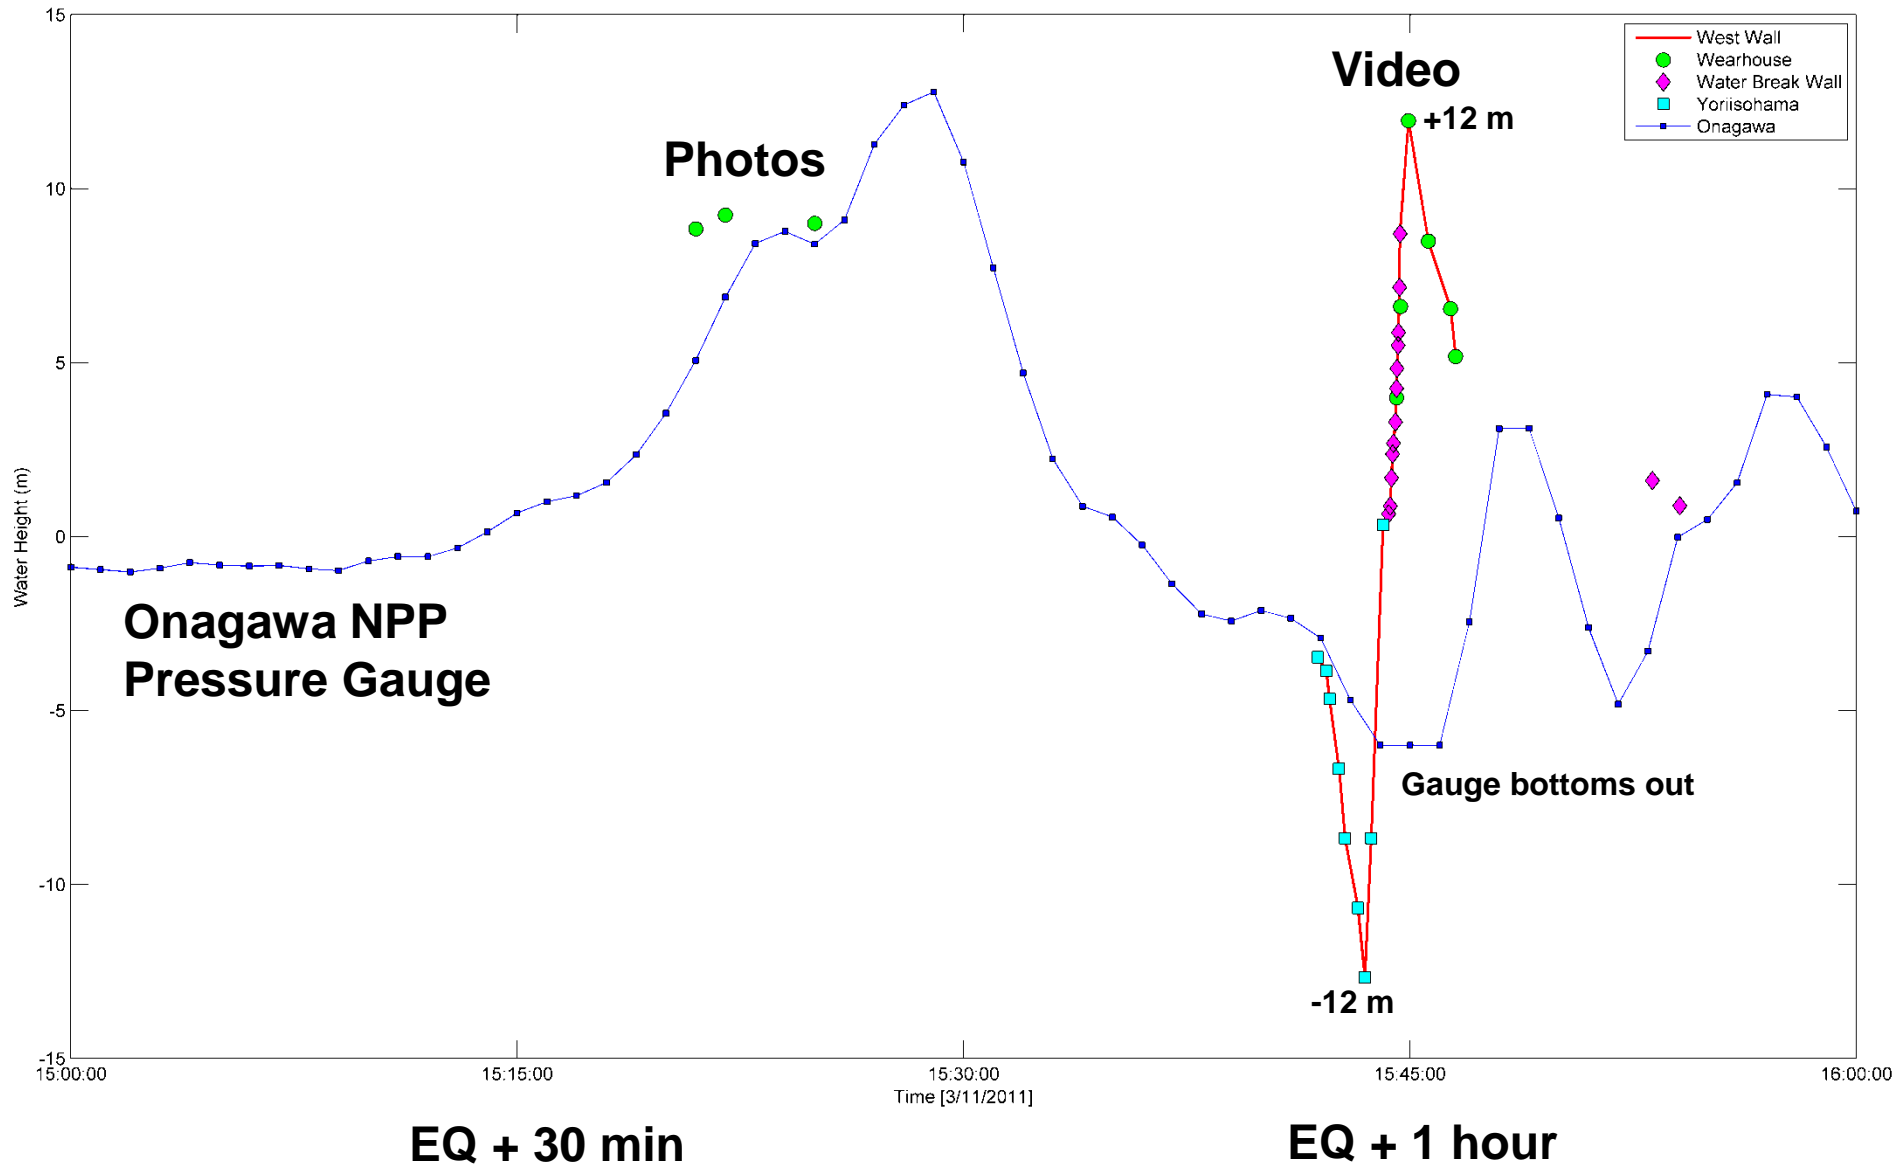 15
10
5
0
-5
-10
-15
Water Height (m)
15:00:00
15:15:00
15:30:00
15:45:00
16:00:00
Time [3/11/2011]
West Wall
Wearhouse
Water Break Wall
Yoriisohama
Onagawa
Video
+12 m
Photos
Onagawa NPP
Pressure Gauge
Gauge bottoms out
-12 m
EQ + 30 min
EQ + 1 hour